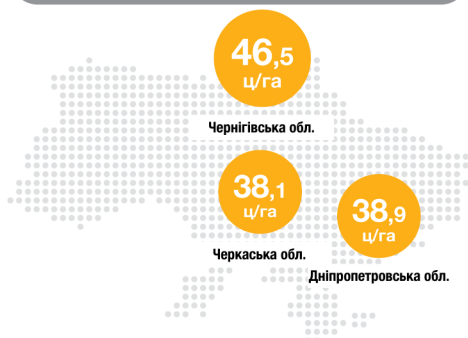 46,5
ц/га
Чернігівська обл.
38,1
ц/га
Черкаська обл.
38,9
ц/га
Дніпропетровська обл.